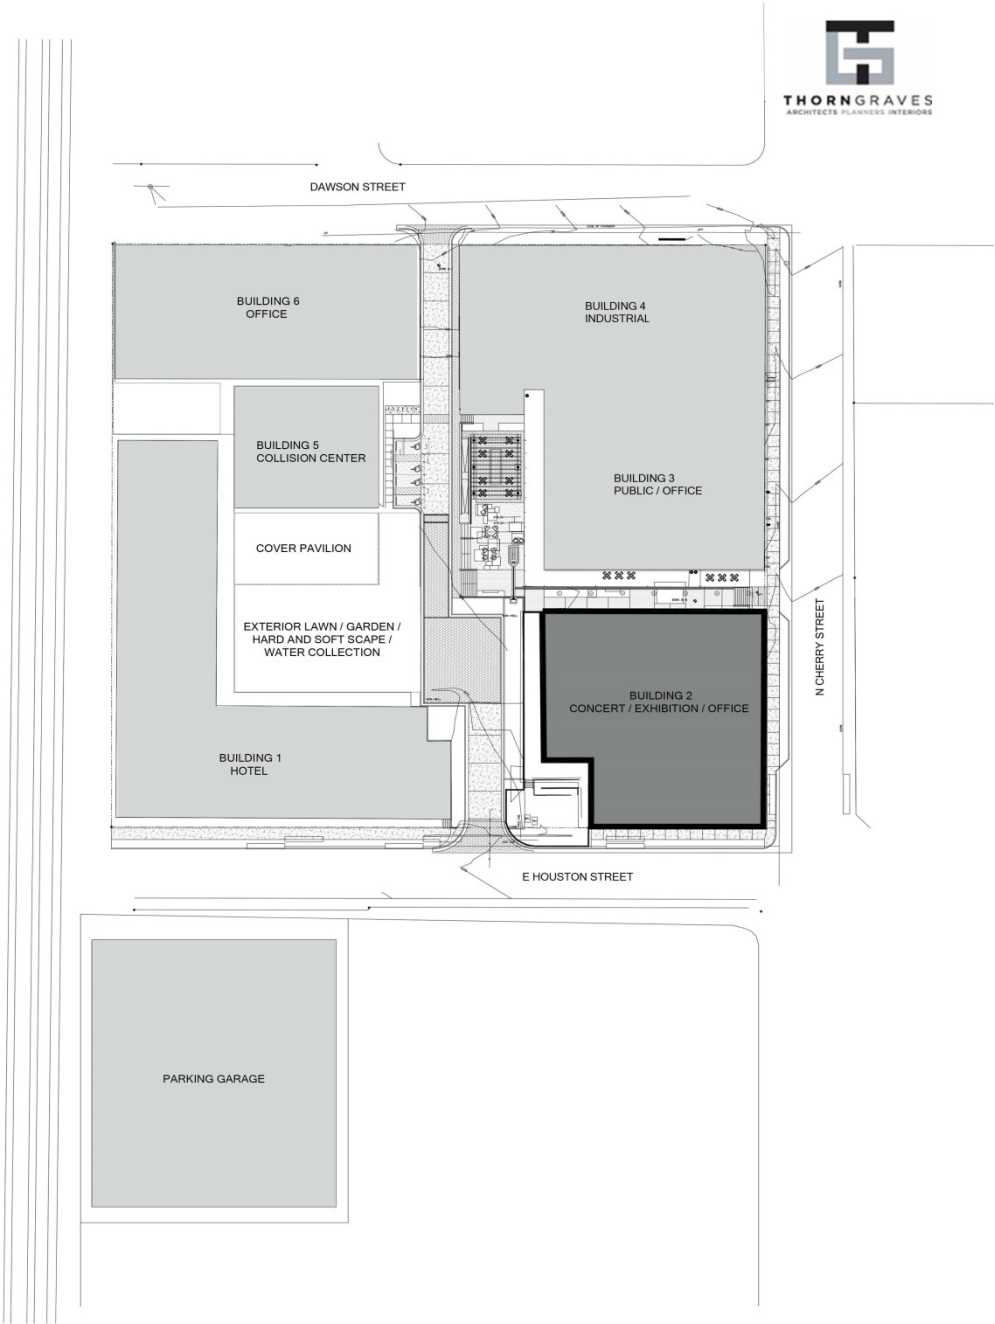 THORNGRAVES
ARCHITECTS PLANNERS INTERIORS
DAWSON STREET
BUILDING 6
OFFICE
BUILDING 4
INDUSTRIAL
BUILDING 5
COLLISION CENTER
BUILDING 3
PUBLIC / OFFICE
COVER PAVILION
EXTERIOR LAWN / GARDEN /
HARD AND SOFT SCAPE /
WATER COLLECTION
N CHERRY STREET
BUILDING 2
CONCERT / EXHIBITION / OFFICE
BUILDING 1
HOTEL
E HOUSTON STREET
PARKING GARAGE